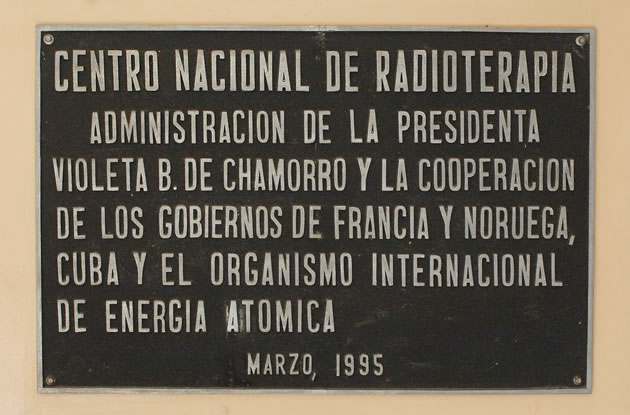 CENTRO NACIONAL DE RADIOTERAPIA
ADMINISTRACION DE LA PRESIDENTA
VIOLETA B. DE CHAMORRO Y LA COOPERACION
DE LOS GOBIERNOS DE FRANCIA Y NORUEGA,
CUBA Y EL ORGANISMO INTERNACIONAL
DE ENERGIA ATOMICA
MARZO, 1995